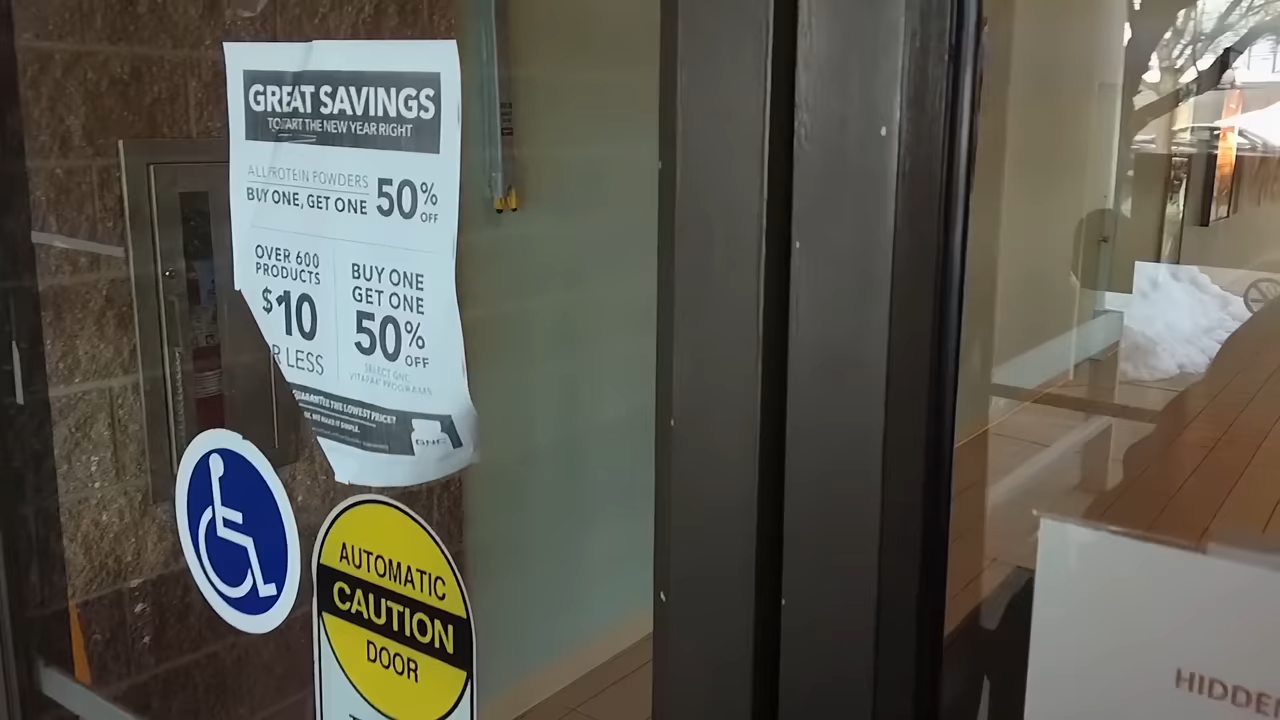 GREAT SAVINGS
TO START THE NEW YEAR RIGHT
ALL PROTEIN POWDERS
BUY ONE, GET ONE
50%
OFF
OVER 600
PRODUCTS
$10
R LESS
BUY ONE
GET ONE
50%
OFF
SELECT GNC
VITAPAK PROGRAMS
UARANTEE THE LOWEST PRICE?
WE MAKE IT SIMPLE.
GNC
AUTOMATIC
CAUTION
DOOR
HIDDE